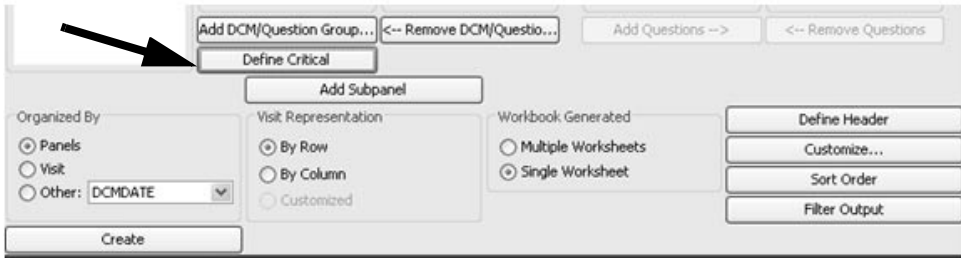 Add DCM/Question Group... <-- Remove DCM/Questio... Add Questions --> <-- Remove Questions
Define Critical
Add Subpanel
Organized By
Panels
Visit
Other: DCMDATE
Visit Representation
By Row
By Column
Customized
Workbook Generated
Multiple Worksheets
Single Worksheet
Define Header
Customize...
Sort Order
Filter Output
Create